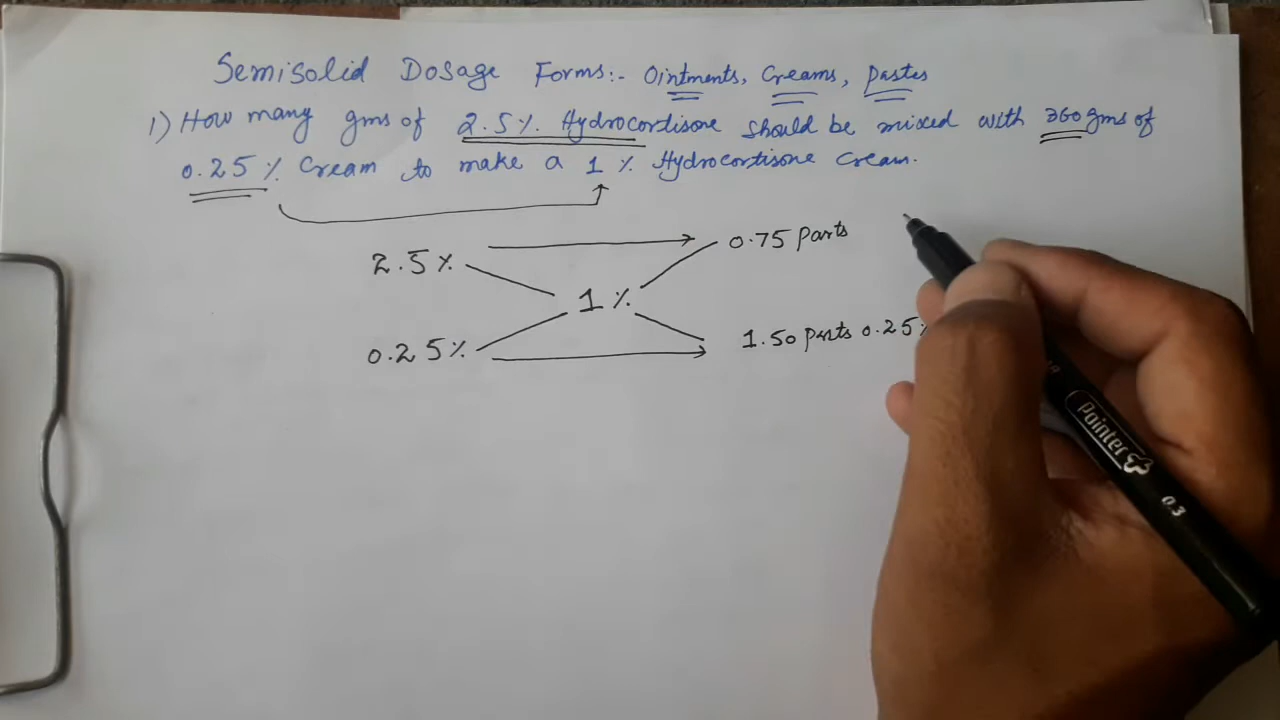 Semisolid Dosage Forms:- Ointments, Creams, Pastes
1) How many gms of 2.5% Hydrocortisone should be mixed with 360 gms of
0.25% Cream to make a 1% Hydrocortisone Cream.
2.5%
0.75 Parts
1%
0.25%
1.50 Parts 0.25%
Pointer
0.3